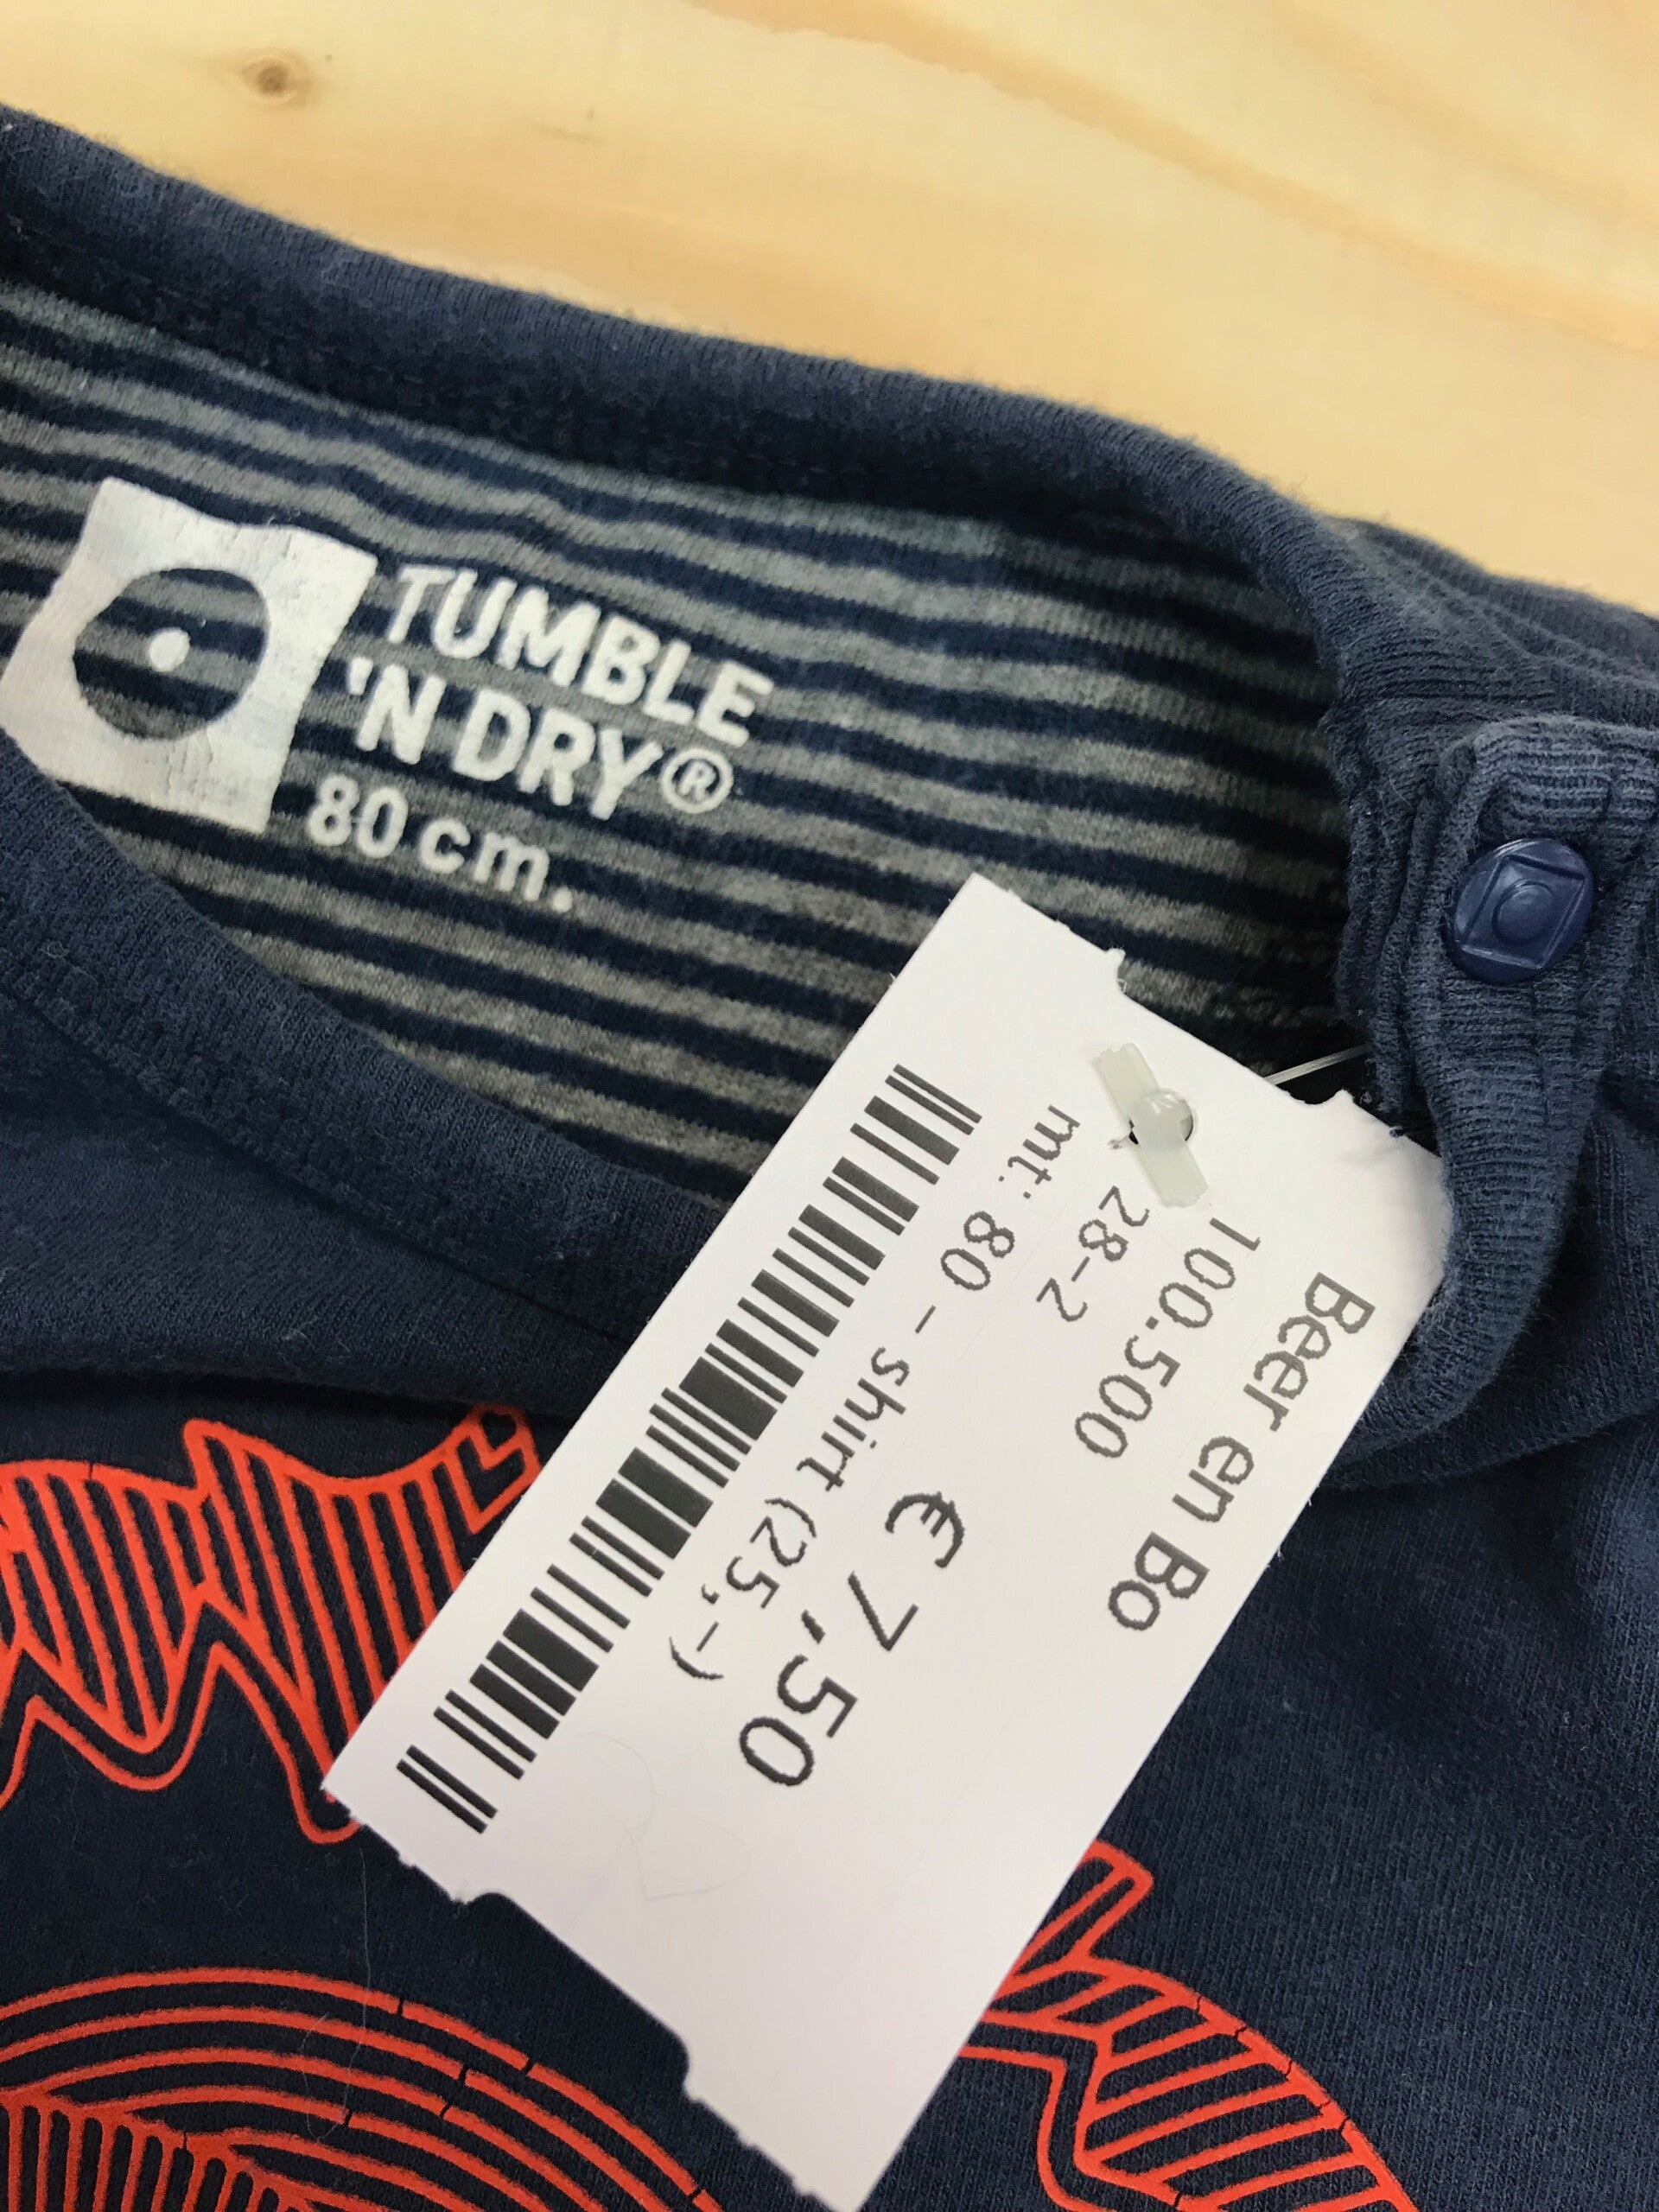 TUMBLE
'N DRY®
80 cm.
Beer en Bo
100.500
28-2
€ 7,50
mt: 80 - shirt (25,-)